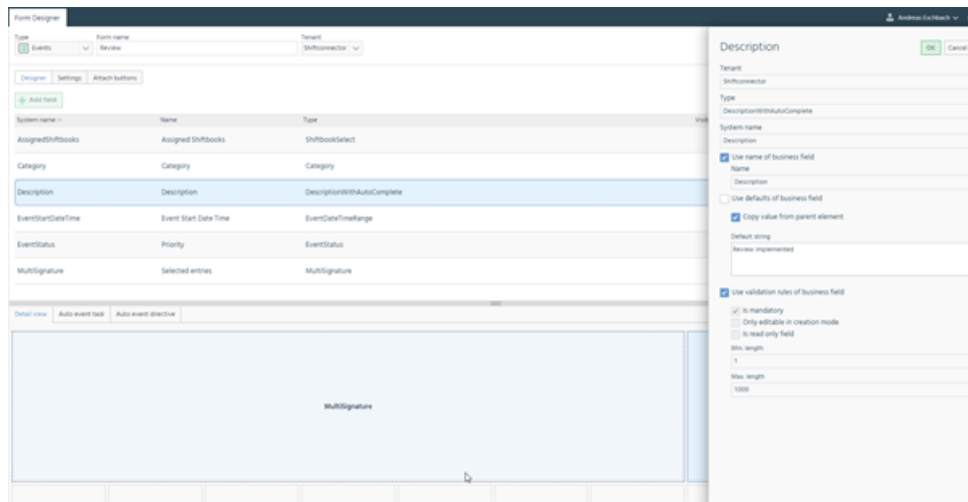 Form Designer
Andreas Eschbach
Type
Form name
Tenant
Events
Review
Shiftconnector
Designer
Settings
Attach buttons
Add field
System name
Name
Type
AssignedShiftbooks
Assigned Shiftbooks
ShiftbookSelect
Category
Category
Category
Description
Description
DescriptionWithAutoComplete
EventStartDateTime
Event Start Date Time
EventDateTimeRange
EventStatus
Priority
EventStatus
MultiSignature
Selected entries
MultiSignature
Detail view
Auto event task
Auto event directive
MultiSignature
Description
OK
Cancel
Tenant
Shiftconnector
Type
DescriptionWithAutoComplete
System name
Description
Use name of business field
Name
Description
Use defaults of business field
Copy value from parent element
Default string
Review implemented
Use validation rules of business field
Is mandatory
Only editable in creation mode
Is read only field
Min. length
1
Max. length
1000